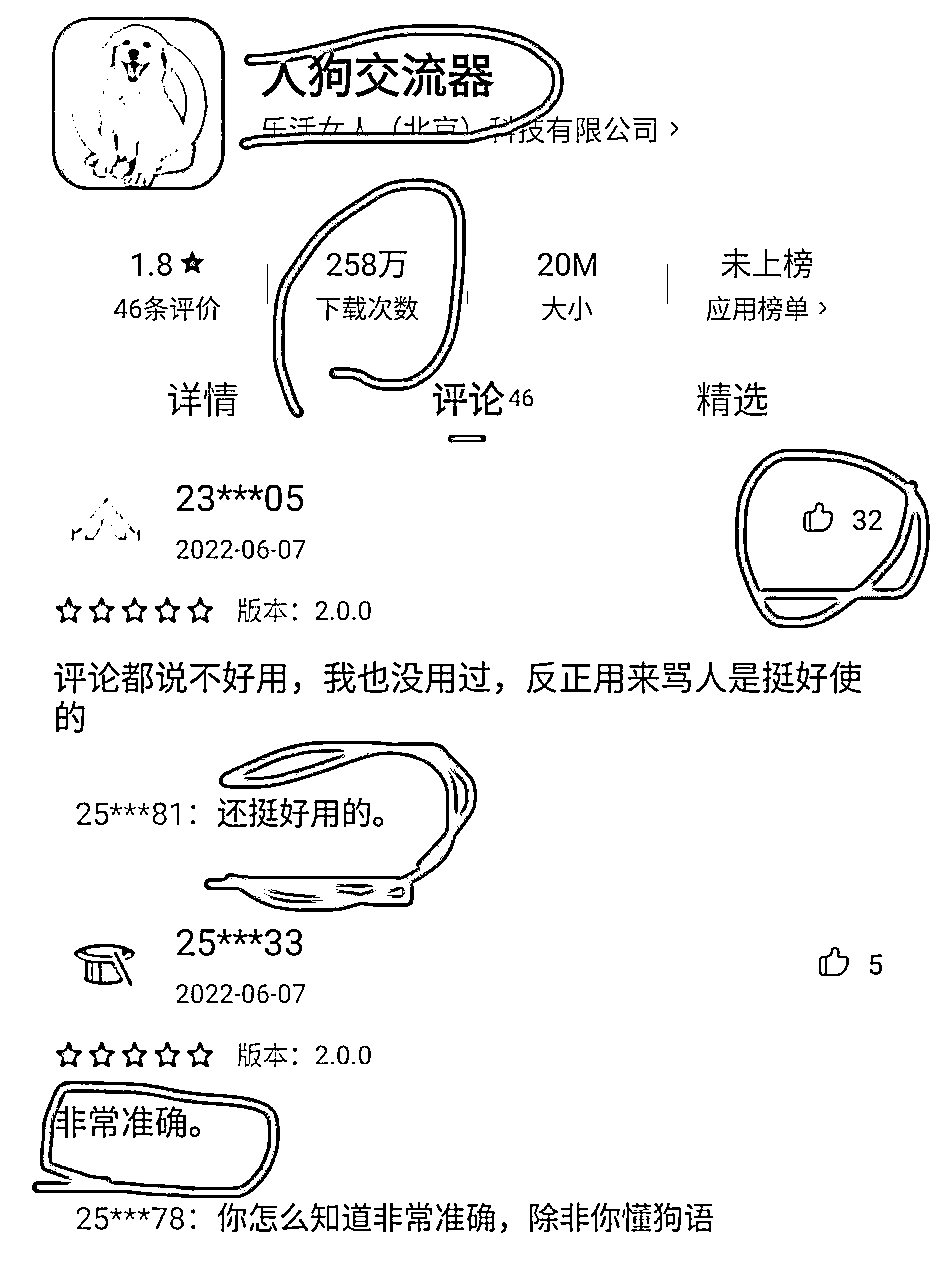 人狗交流器
乐活女人（北京）科技有限公司 >
1.8★ 258万 20M 未上榜
46条评价 下载次数 大小 应用榜单 >
详情 评论46 精选
23***05 32
2022-06-07
☆☆☆☆☆ 版本：2.0.0
评论都说不好用，我也没用过，反正用来骂人是挺好使
的
25***81：还挺好用的。
25***33 5
2022-06-07
☆☆☆☆☆ 版本：2.0.0
非常准确。
25***78：你怎么知道非常准确，除非你懂狗语